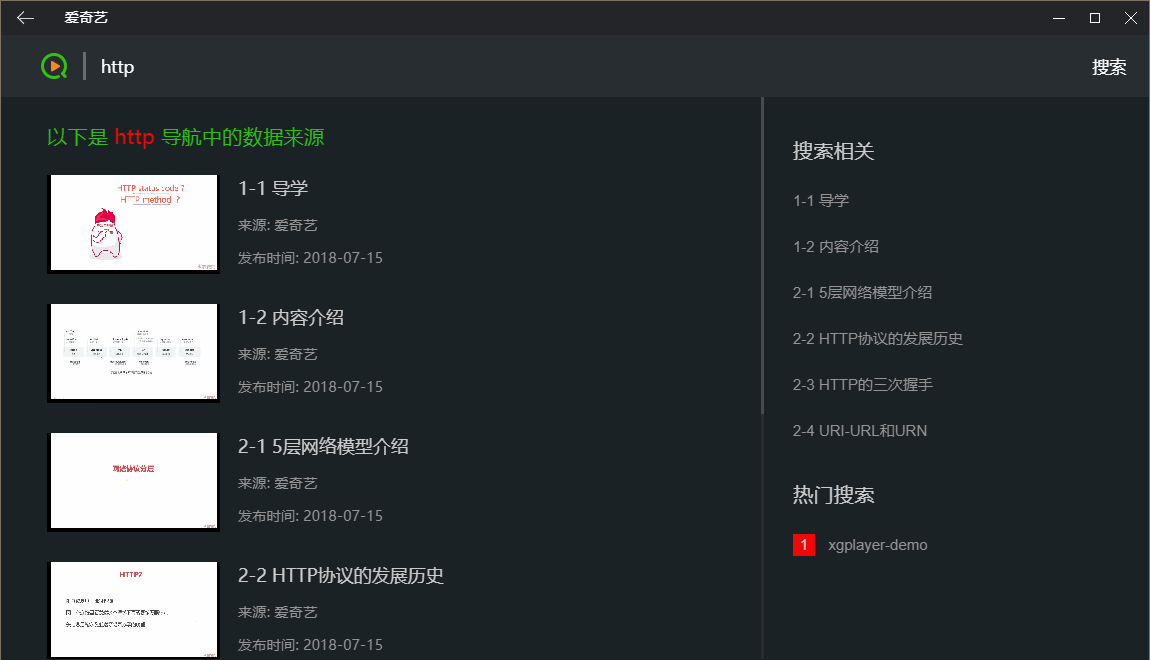 爱奇艺
http
搜索
以下是 http 导航中的数据来源
HTTP status code ?
HTTP method ?
1-1 导学
来源: 爱奇艺
发布时间: 2018-07-15
1-2 内容介绍
来源: 爱奇艺
发布时间: 2018-07-15
网络协议分层
2-1 5层网络模型介绍
来源: 爱奇艺
发布时间: 2018-07-15
HTTP2
2-2 HTTP协议的发展历史
来源: 爱奇艺
发布时间: 2018-07-15
搜索相关
1-1 导学
1-2 内容介绍
2-1 5层网络模型介绍
2-2 HTTP协议的发展历史
2-3 HTTP的三次握手
2-4 URI-URL和URN
热门搜索
1 xgplayer-demo